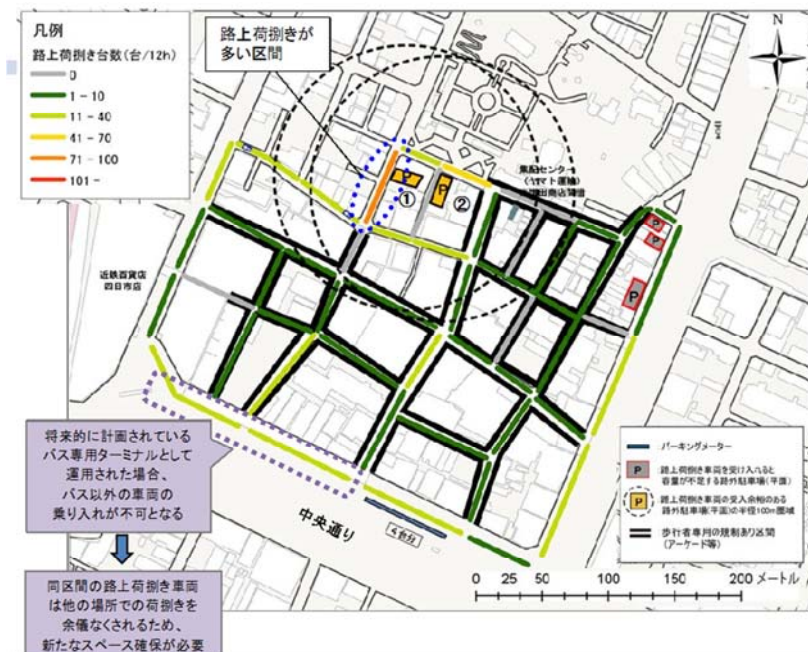 凡例
路上荷捌き台数(台/12h)
0
1 - 10
11 - 40
41 - 70
71 - 100
101 -
路上荷捌きが
多い区間
N
P
①
P
②
集配センター
(ヤマト運輸)
P
P
P
近鉄百貨店
四日市店
将来的に計画されている
バス専用ターミナルとして
運用された場合、
バス以外の車両の
乗り入れが不可となる
同区間の路上荷捌き車両
は他の場所での荷捌きを
余儀なくされるため、
新たなスペース確保が必要
中央通り
4台分
パーキングメーター
P
路上荷捌き車両を受け入れると
容量が不足する路外駐車場(平面)
P
路上荷捌き車両の受入余裕のある
路外駐車場(平面)の半径100m圏域
歩行者専用の規制あり区間
(アーケード等)
0 25 50 100 150 200 メートル